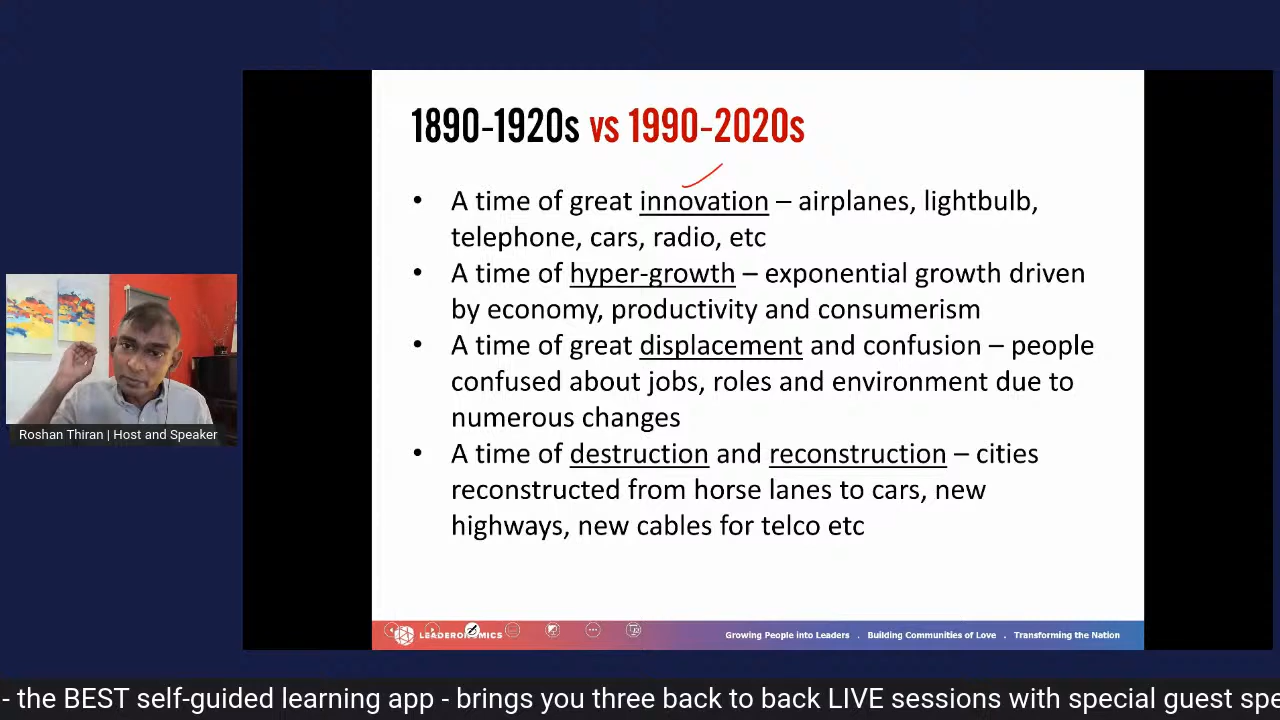 1890-1920s vs 1990-2020s
• A time of great innovation – airplanes, lightbulb,
telephone, cars, radio, etc
• A time of hyper-growth – exponential growth driven
by economy, productivity and consumerism
• A time of great displacement and confusion – people
confused about jobs, roles and environment due to
numerous changes
• A time of destruction and reconstruction – cities
reconstructed from horse lanes to cars, new
highways, new cables for telco etc
Roshan Thiran | Host and Speaker
LEADERONOMICS
Growing People into Leaders . Building Communities of Love . Transforming the Nation
- the BEST self-guided learning app - brings you three back to back LIVE sessions with special guest spe